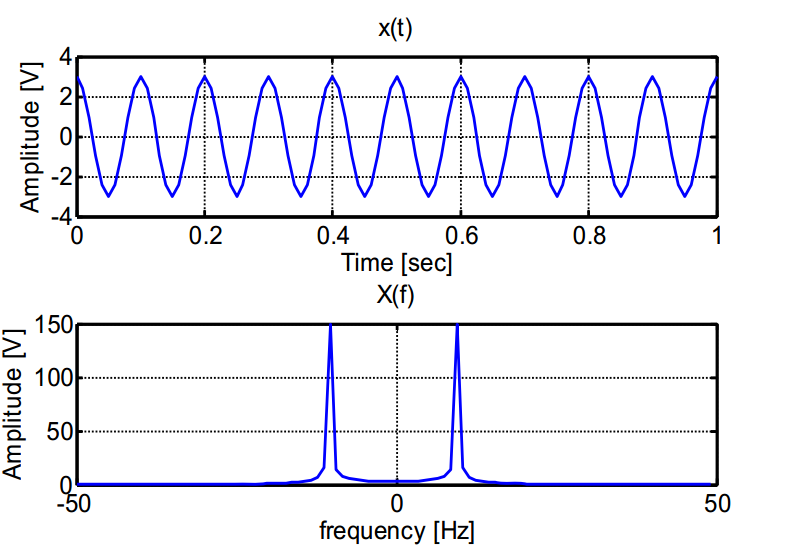 x(t)
Amplitude [V]
4
2
0
-2
-4
0 0.2 0.4 0.6 0.8 1
Time [sec]
X(f)
Amplitude [V]
150
100
50
0
-50 0 50
frequency [Hz]